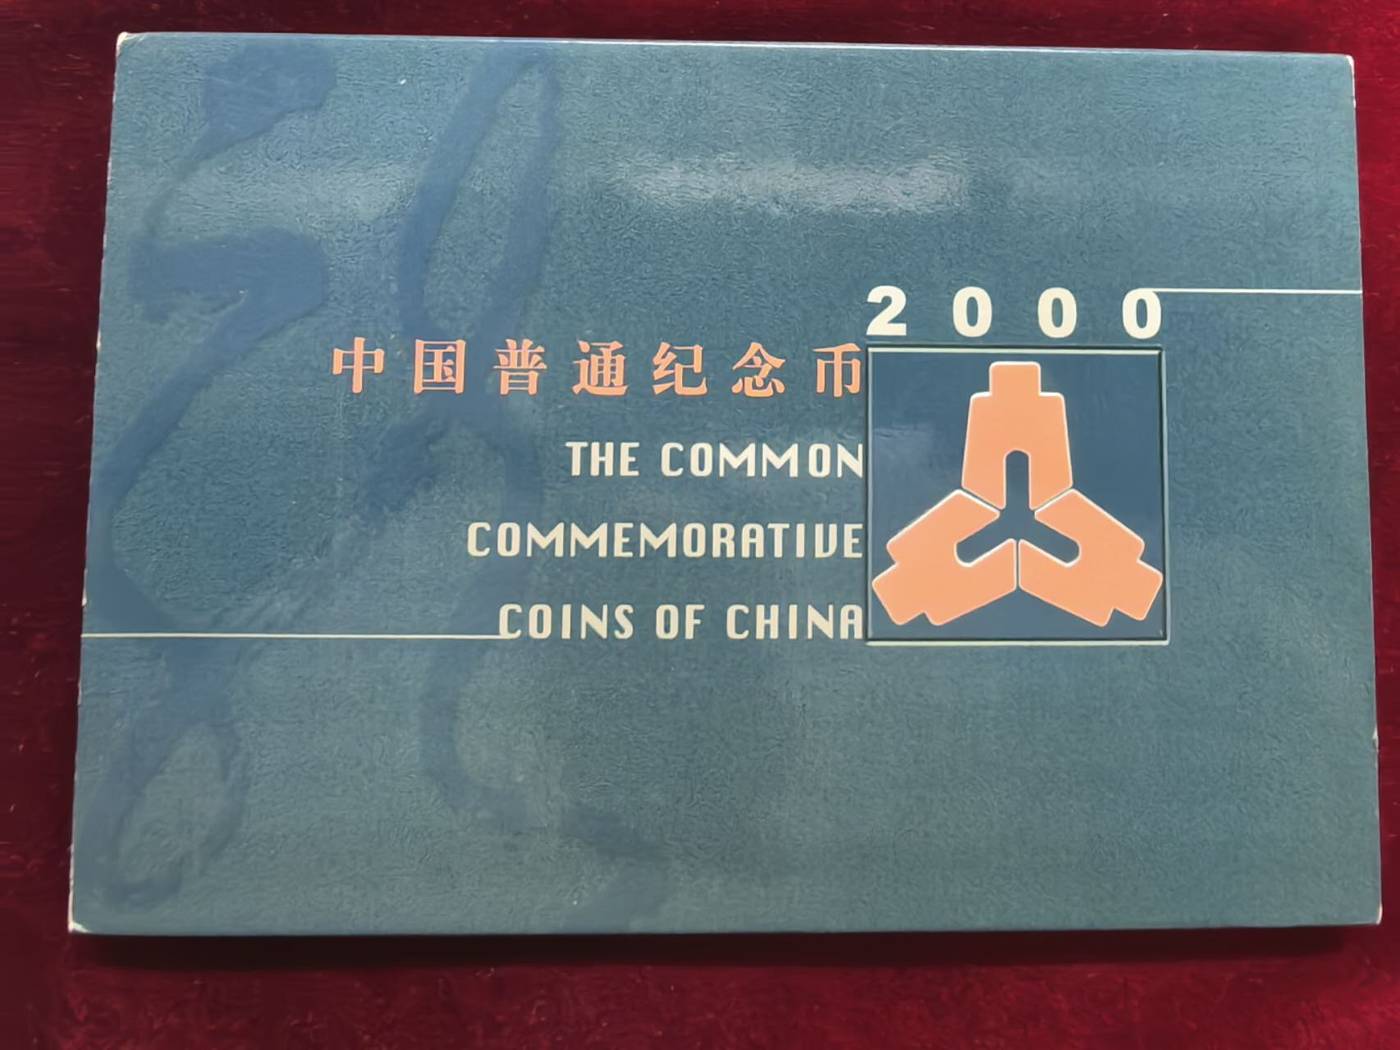 2000
中国普通纪念币
THE COMMON
COMMEMORATIVE
COINS OF CHINA